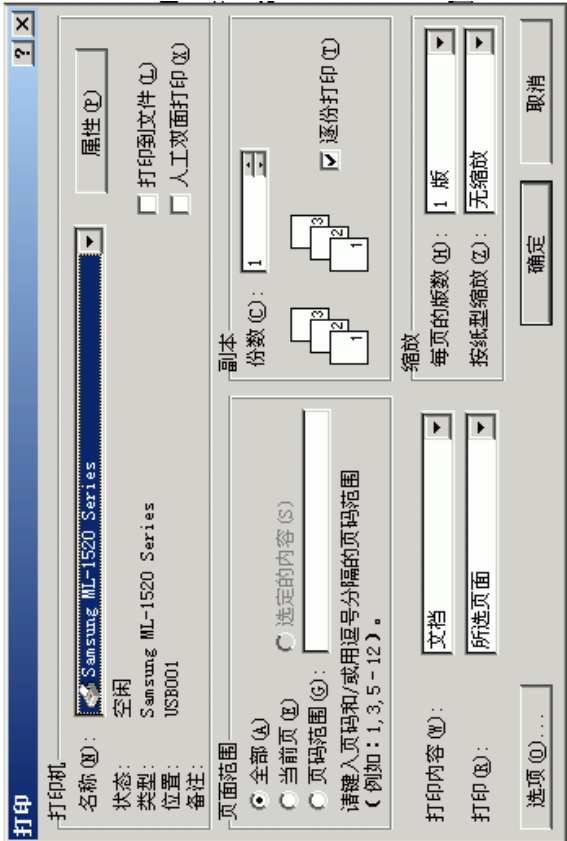 打印
打印机
名称(N): Samsung ML-1520 Series 属性(P)
状态: 空闲
类型: Samsung ML-1520 Series
位置: USB001
备注:
打印到文件(L)
人工双面打印(X)
页面范围
全部(A)
当前页(E) 选定的内容(S)
页码范围(G):
请键入页码和/或用逗号分隔的页码范围
(例如:1,3,5-12)。
副本
份数(C): 1
3 3
2 2
1 1
逐份打印(T)
打印内容(W): 文档
打印(R): 所选页面
缩放
每页的版数(H): 1 版
按纸型缩放(Z): 无缩放
选项(O)... 确定 取消